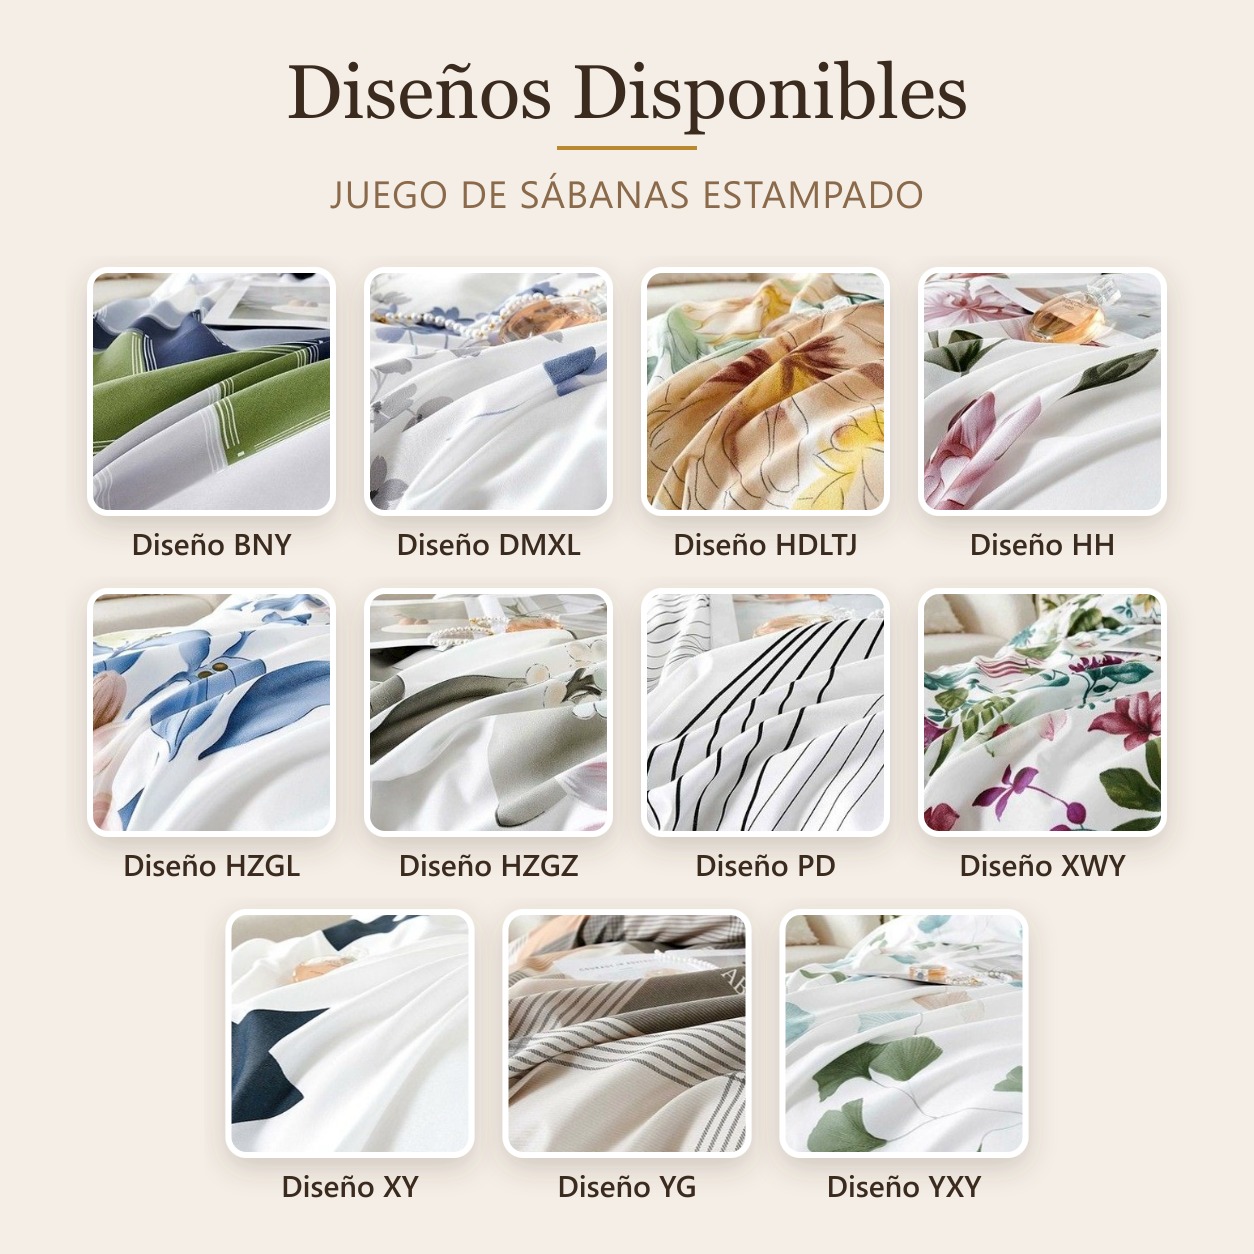 Diseños Disponibles
JUEGO DE SÁBANAS ESTAMPADO
Diseño BNY
Diseño DMXL
Diseño HDLTJ
Diseño HH
Diseño HZGL
Diseño HZGZ
Diseño PD
Diseño XWY
Diseño XY
Diseño YG
Diseño YXY